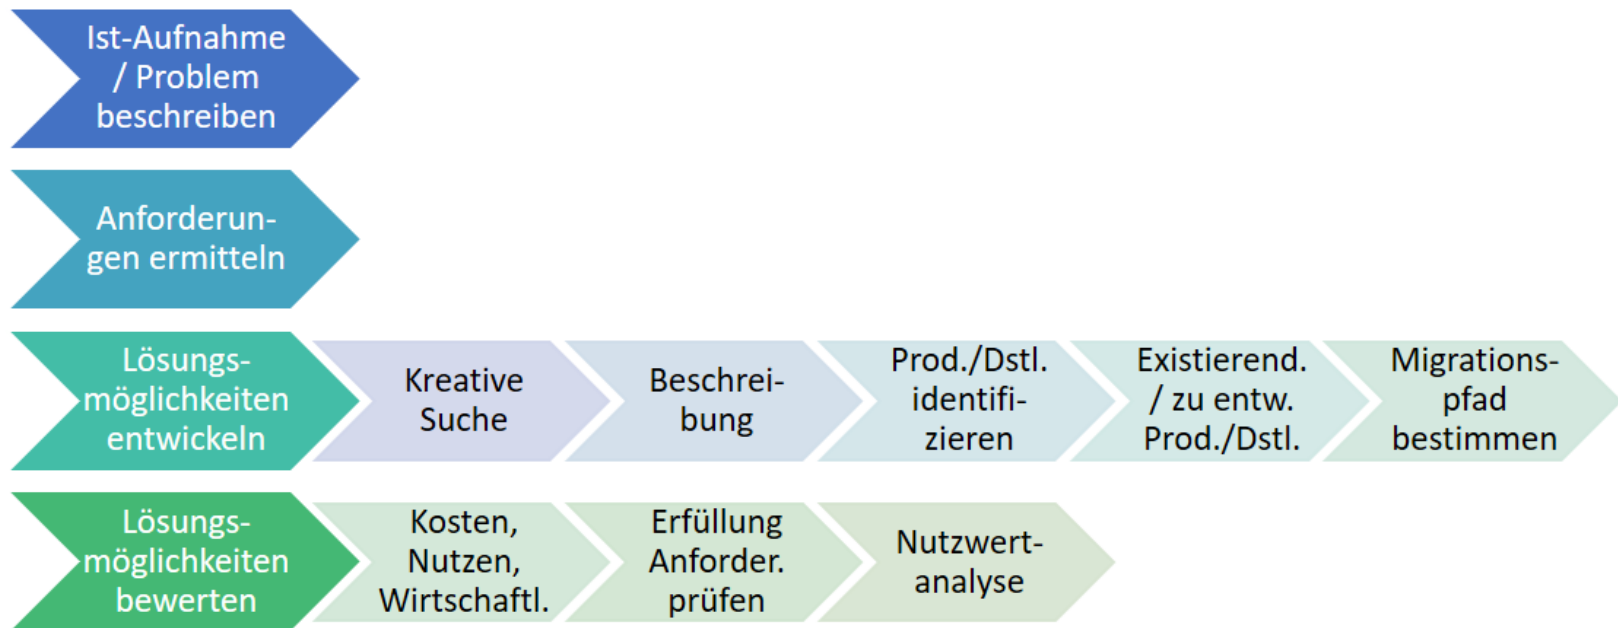 Ist-Aufnahme
/ Problem
beschreiben
Anforderun-
gen ermitteln
Lösungs-
möglichkeiten
entwickeln
Kreative
Suche
Beschrei-
bung
Prod./Dstl.
identifi-
zieren
Existierend.
/ zu entw.
Prod./Dstl.
Migrations-
pfad
bestimmen
Lösungs-
möglichkeiten
bewerten
Kosten,
Nutzen,
Wirtschaftl.
Erfüllung
Anforder.
prüfen
Nutzwert-
analyse